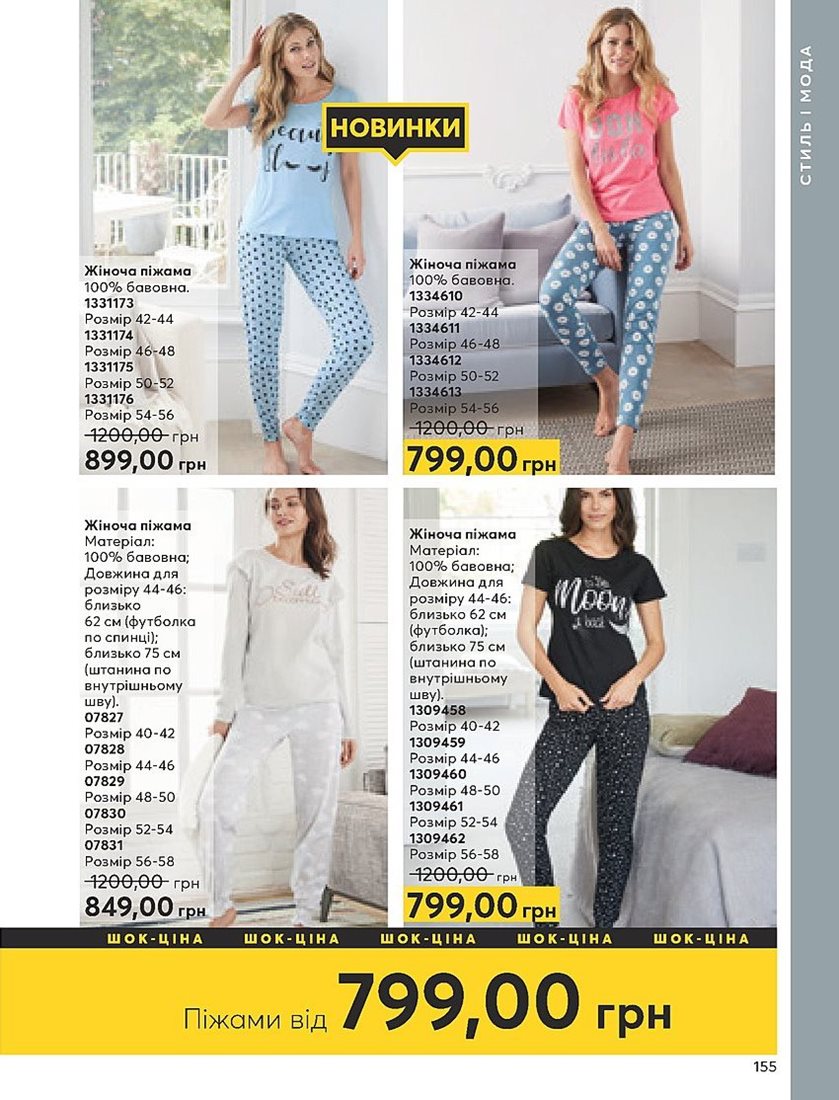 СТИЛЬ І МОДА
НОВИНКИ
Жіноча піжама
100% бавовна.
1331173
Розмір 42-44
1331174
Розмір 46-48
1331175
Розмір 50-52
1331176
Розмір 54-56
1200,00 грн
899,00 грн
Жіноча піжама
100% бавовна.
1334610
Розмір 42-44
1334611
Розмір 46-48
1334612
Розмір 50-52
1334613
Розмір 54-56
1200,00 грн
799,00 грн
Жіноча піжама
Матеріал:
100% бавовна;
Довжина для
розміру 44-46:
близько
62 см (футболка
по спинці);
близько 75 см
(штанина по
внутрішньому
шву).
07827
Розмір 40-42
07828
Розмір 44-46
07829
Розмір 48-50
07830
Розмір 52-54
07831
Розмір 56-58
1200,00 грн
849,00 грн
Жіноча піжама
Матеріал:
100% бавовна;
Довжина для
розміру 44-46:
близько 62 см
(футболка);
близько 75 см
(штанина по
внутрішньому
шву).
1309458
Розмір 40-42
1309459
Розмір 44-46
1309460
Розмір 48-50
1309461
Розмір 52-54
1309462
Розмір 56-58
1200,00 грн
799,00 грн
to the
Moon
& back
ШОК-ЦІНА ШОК-ЦІНА ШОК-ЦІНА ШОК-ЦІНА ШОК-ЦІНА
Піжами від 799,00 грн
155